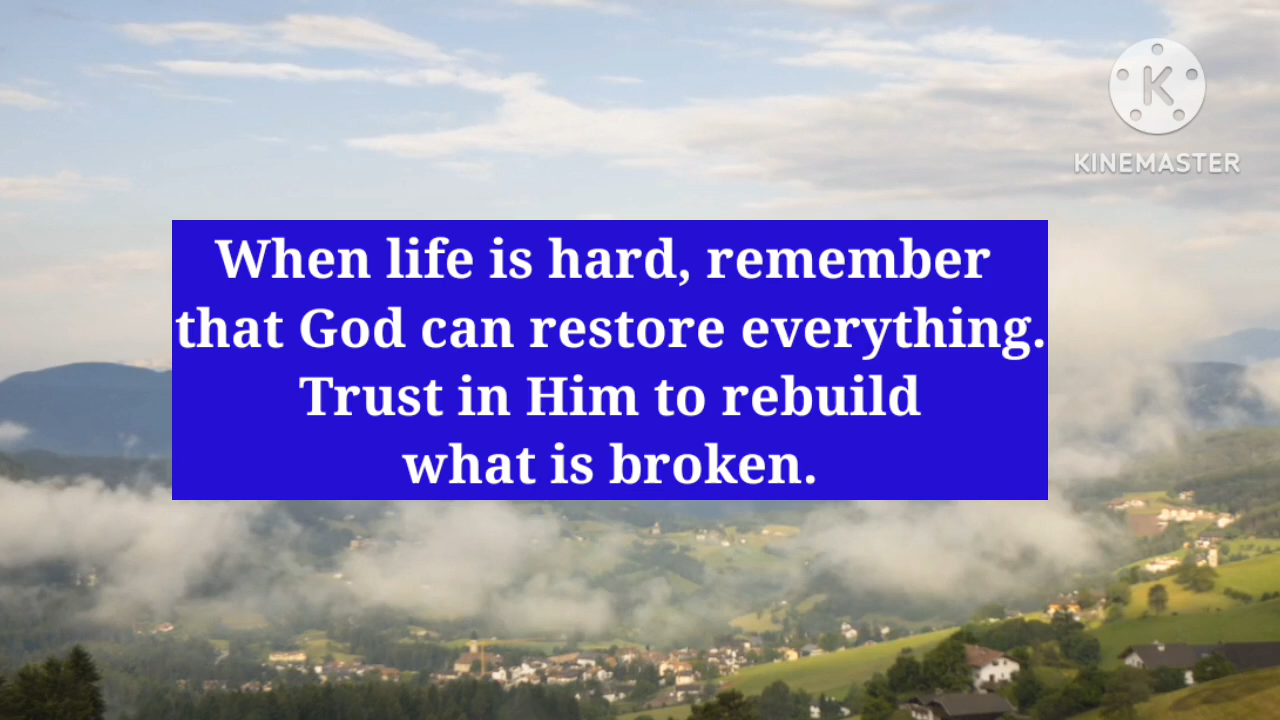 K
KINEMASTER
When life is hard, remember
that God can restore everything.
Trust in Him to rebuild
what is broken.